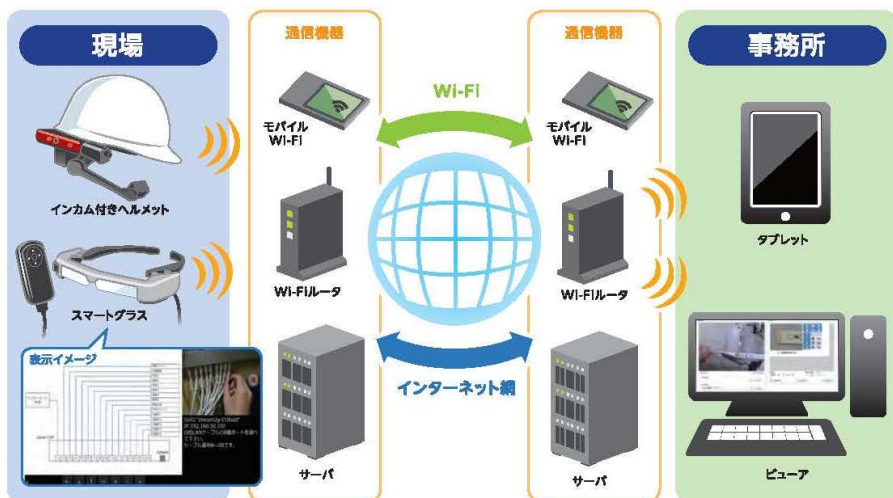 現場
インカム付きヘルメット
スマートグラス
表示イメージ
通信機器
モバイル
Wi-Fi
Wi-Fiルータ
サーバ
Wi-Fi
インターネット網
通信機器
モバイル
Wi-Fi
Wi-Fiルータ
サーバ
事務所
タブレット
ビューア